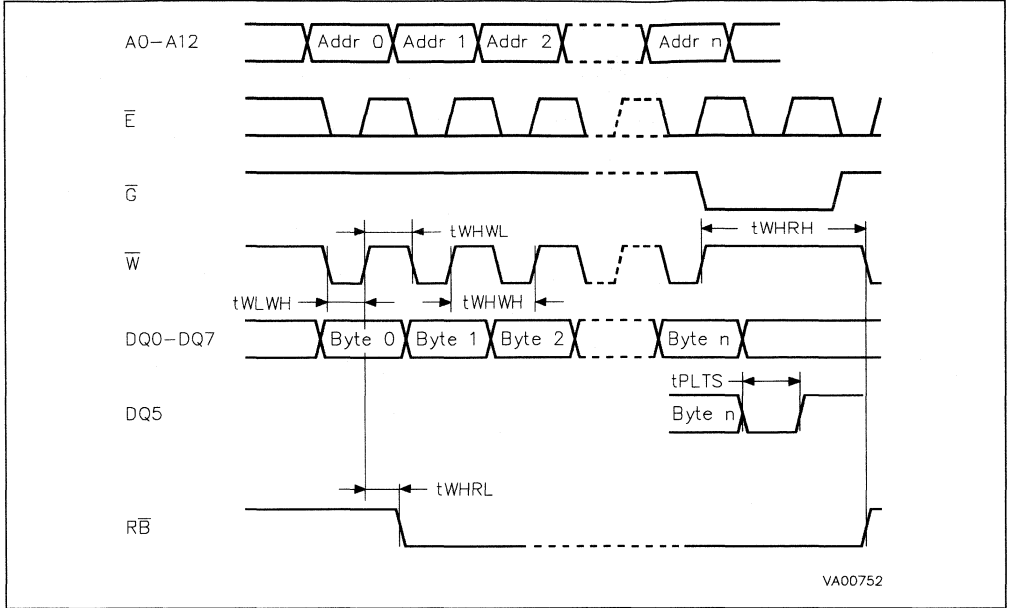 A0–A12 Addr 0 Addr 1 Addr 2 Addr n
E̅
G̅
tWHWL tWHRH
W̅
tWLWH tWHWH
DQ0–DQ7 Byte 0 Byte 1 Byte 2 Byte n
tPLTS
DQ5 Byte n
tWHRL
RB̅
VA00752